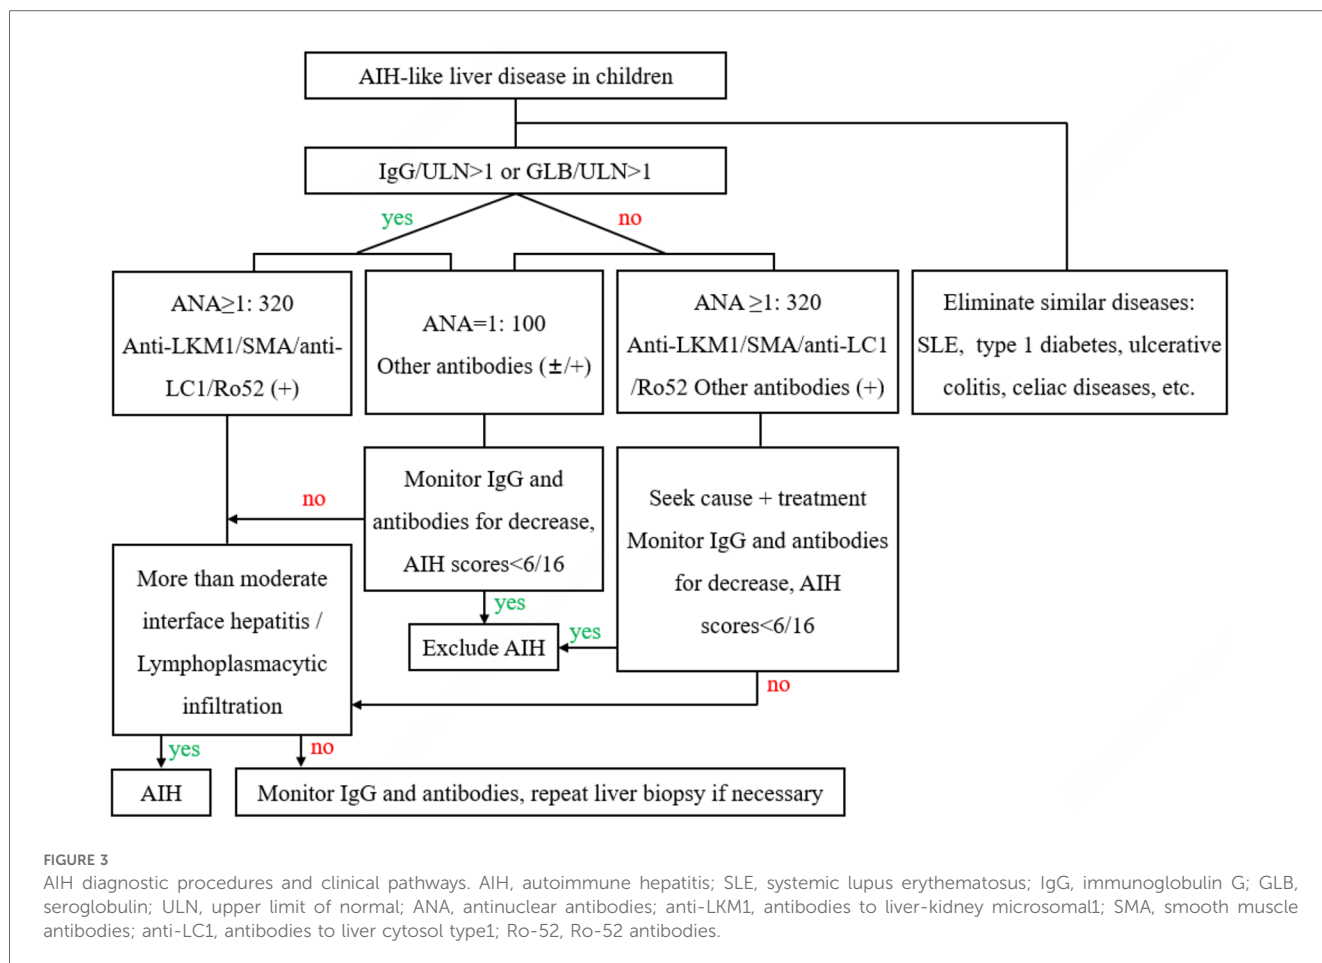 AIH-like liver disease in children
IgG/ULN>1 or GLB/ULN>1
yes
no
ANA≥1: 320
Anti-LKM1/SMA/anti-
LC1/Ro52 (+)
ANA=1: 100
Other antibodies (±/+)
ANA ≥1: 320
Anti-LKM1/SMA/anti-LC1
/Ro52 Other antibodies (+)
Eliminate similar diseases:
SLE, type 1 diabetes, ulcerative
colitis, celiac diseases, etc.
no
Monitor IgG and
antibodies for decrease,
AIH scores<6/16
Seek cause + treatment
Monitor IgG and antibodies
for decrease, AIH
scores<6/16
yes
Exclude AIH
yes
no
More than moderate
interface hepatitis /
Lymphoplasmacytic
infiltration
yes
no
AIH
Monitor IgG and antibodies, repeat liver biopsy if necessary
FIGURE 3
AIH diagnostic procedures and clinical pathways. AIH, autoimmune hepatitis; SLE, systemic lupus erythematosus; IgG, immunoglobulin G; GLB,
seroglobulin; ULN, upper limit of normal; ANA, antinuclear antibodies; anti-LKM1, antibodies to liver-kidney microsomal1; SMA, smooth muscle
antibodies; anti-LC1, antibodies to liver cytosol type1; Ro-52, Ro-52 antibodies.